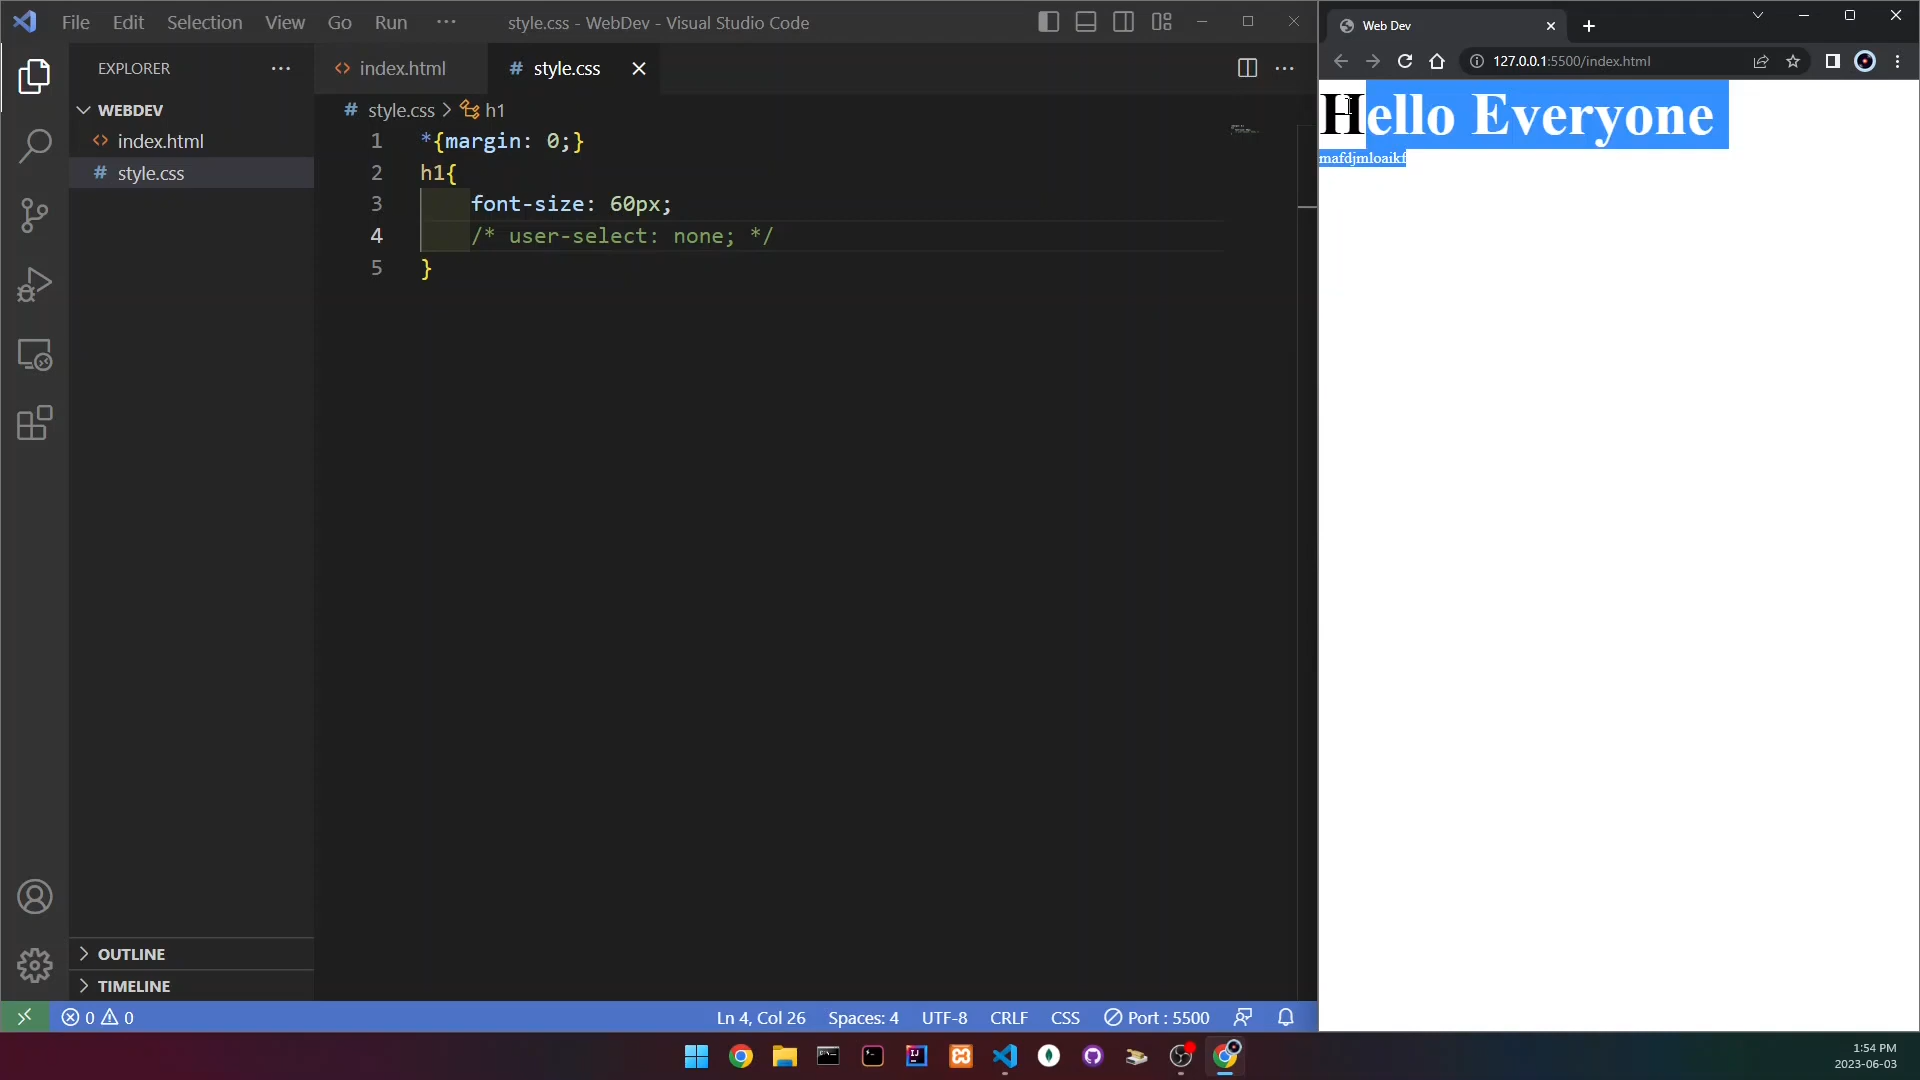 File Edit Selection View Go Run ··· style.css - WebDev - Visual Studio Code
Web Dev
127.0.0.1:5500/index.html
EXPLORER ···
WEBDEV
<> index.html
# style.css
<> index.html # style.css
# style.css > h1
1 *{margin: 0;}
2 h1{
3 font-size: 60px;
4 /* user-select: none; */
5 }
Hello Everyone
mafdjmloaikf
OUTLINE
TIMELINE
0 0 Ln 4, Col 26 Spaces: 4 UTF-8 CRLF CSS Port : 5500
1:54 PM
2023-06-03